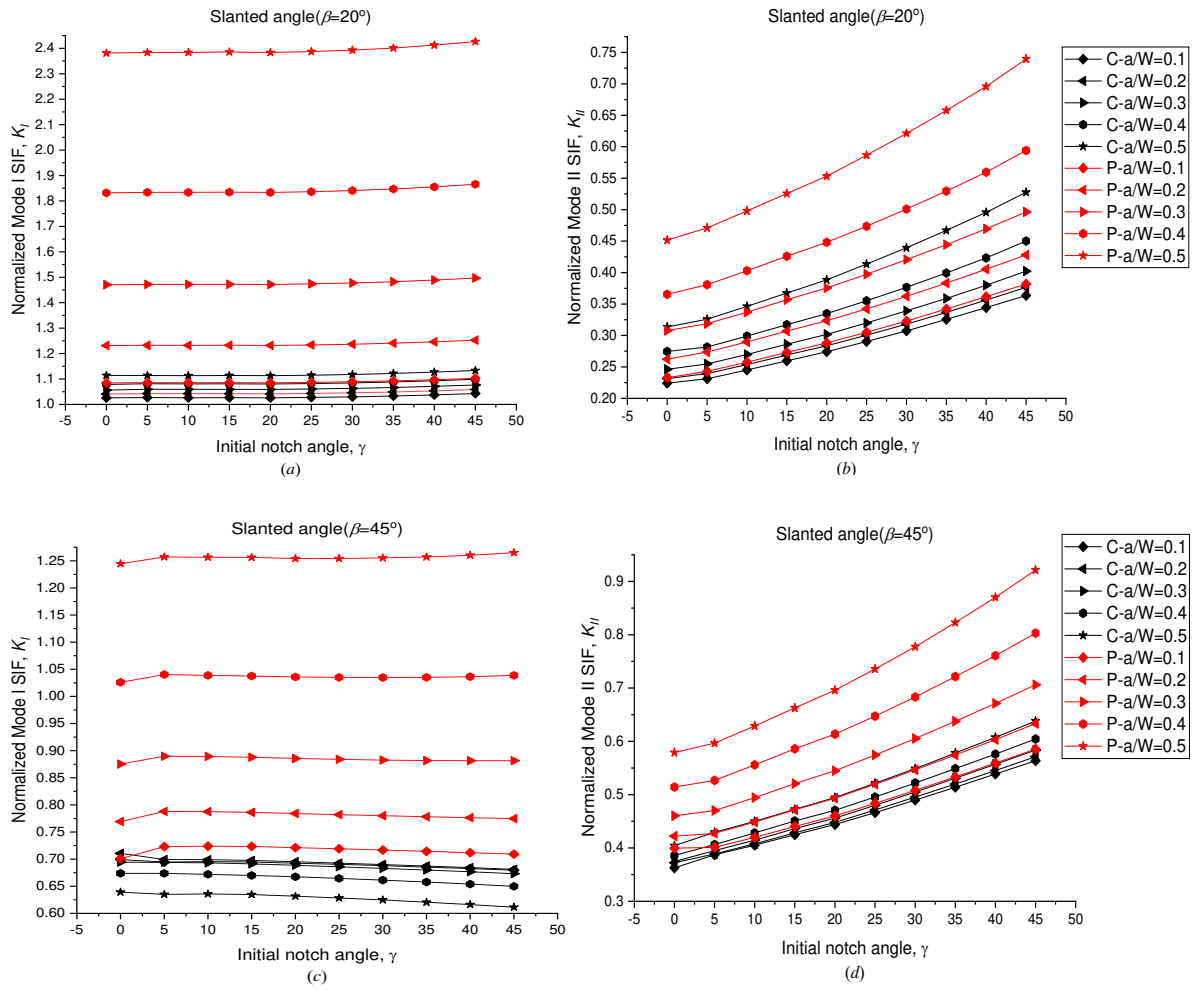 Slanted angle(β=20º)
Normalized Mode I SIF, K_I
2.4
2.3
2.2
2.1
2.0
1.9
1.8
1.7
1.6
1.5
1.4
1.3
1.2
1.1
1.0
-5 0 5 10 15 20 25 30 35 40 45 50
Initial notch angle, γ
(a)
Slanted angle(β=20º)
Normalized Mode II SIF, K_II
0.75
0.70
0.65
0.60
0.55
0.50
0.45
0.40
0.35
0.30
0.25
0.20
-5 0 5 10 15 20 25 30 35 40 45 50
Initial notch angle, γ
(b)
C-a/W=0.1
C-a/W=0.2
C-a/W=0.3
C-a/W=0.4
C-a/W=0.5
P-a/W=0.1
P-a/W=0.2
P-a/W=0.3
P-a/W=0.4
P-a/W=0.5
Slanted angle(β=45º)
Normalized Mode I SIF, K_I
1.25
1.20
1.15
1.10
1.05
1.00
0.95
0.90
0.85
0.80
0.75
0.70
0.65
0.60
-5 0 5 10 15 20 25 30 35 40 45 50
Initial notch angle, γ
(c)
Slanted angle(β=45º)
Normalized Mode II SIF, K_II
0.9
0.8
0.7
0.6
0.5
0.4
0.3
-5 0 5 10 15 20 25 30 35 40 45 50
Initial notch angle, γ
(d)
C-a/W=0.1
C-a/W=0.2
C-a/W=0.3
C-a/W=0.4
C-a/W=0.5
P-a/W=0.1
P-a/W=0.2
P-a/W=0.3
P-a/W=0.4
P-a/W=0.5